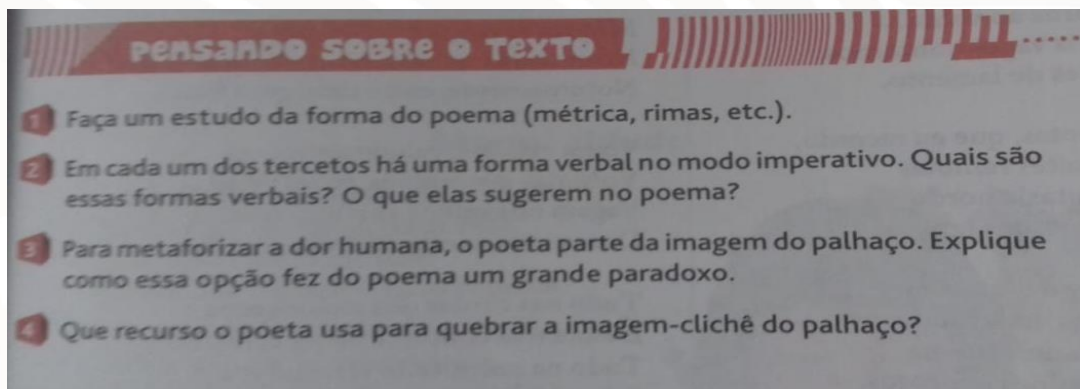 PENSANDO SOBRE O TEXTO
1 Faça um estudo da forma do poema (métrica, rimas, etc.).
2 Em cada um dos tercetos há uma forma verbal no modo imperativo. Quais são
essas formas verbais? O que elas sugerem no poema?
3 Para metaforizar a dor humana, o poeta parte da imagem do palhaço. Explique
como essa opção fez do poema um grande paradoxo.
4 Que recurso o poeta usa para quebrar a imagem-clichê do palhaço?